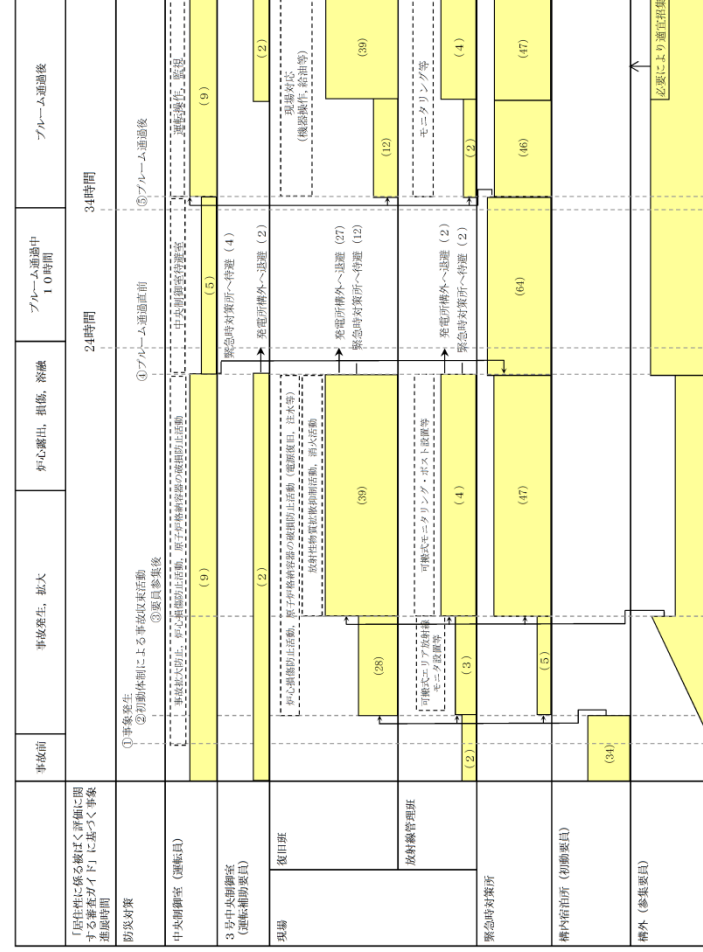 事故前
事故発生，拡大
炉心露出，損傷，溶融
プルーム通過中
１０時間
プルーム通過後
「居住性に係る被ばく評価に関
する審査ガイド」に基づく事象
進展時間
24時間
34時間
防災対策
①事象発生
②初動体制による事故収束活動
③要員参集後
④プルーム通過直前
⑤プルーム通過後
中央制御室（運転員）
事故拡大防止，炉心損傷防止活動，原子炉格納容器の破損防止活動
中央制御室待避室
運転操作，監視
(9)
(5)
(9)
３号中央制御室
（運転補助要員）
(2)
緊急時対策所へ待避（4）
発電所構外へ退避（2）
(2)
現場
復旧班
炉心損傷防止活動，原子炉格納容器の破損防止活動（電源復旧，注水等）
放射性物質拡散抑制活動，消火活動
現場対応
(機器操作,給油等)
(28)
(39)
発電所構外へ退避 (27)
緊急時対策所へ待避 (12)
(12)
(39)
放射線管理班
可搬式エリア放射線
モニタ設置等
可搬式モニタリング・ポスト設置等
モニタリング等
(2)
(3)
(4)
発電所構外へ退避（2）
緊急時対策所へ待避（2）
(2)
(4)
緊急時対策所
(5)
(47)
(64)
(46)
(47)
構内宿泊所（初動要員）
(34)
構外（参集要員）
必要により適宜招集